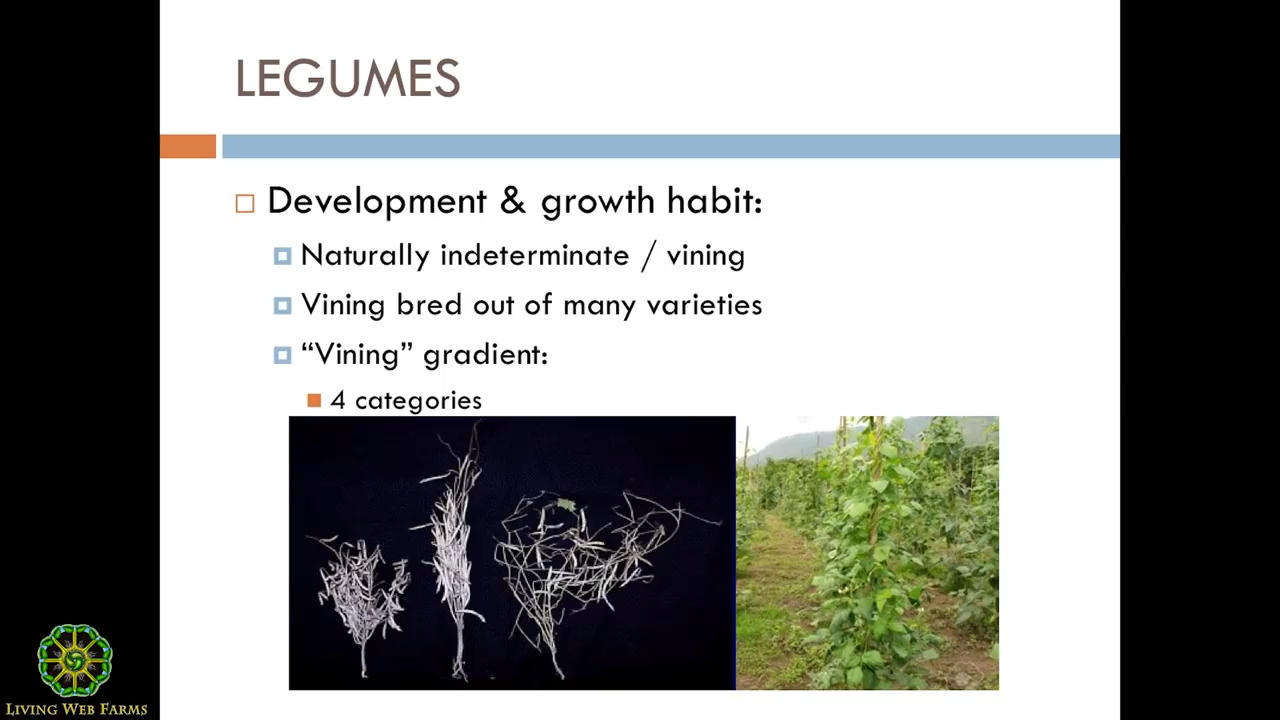 LEGUMES
Development & growth habit:
Naturally indeterminate / vining
Vining bred out of many varieties
“Vining” gradient:
4 categories
LIVING WEB FARMS